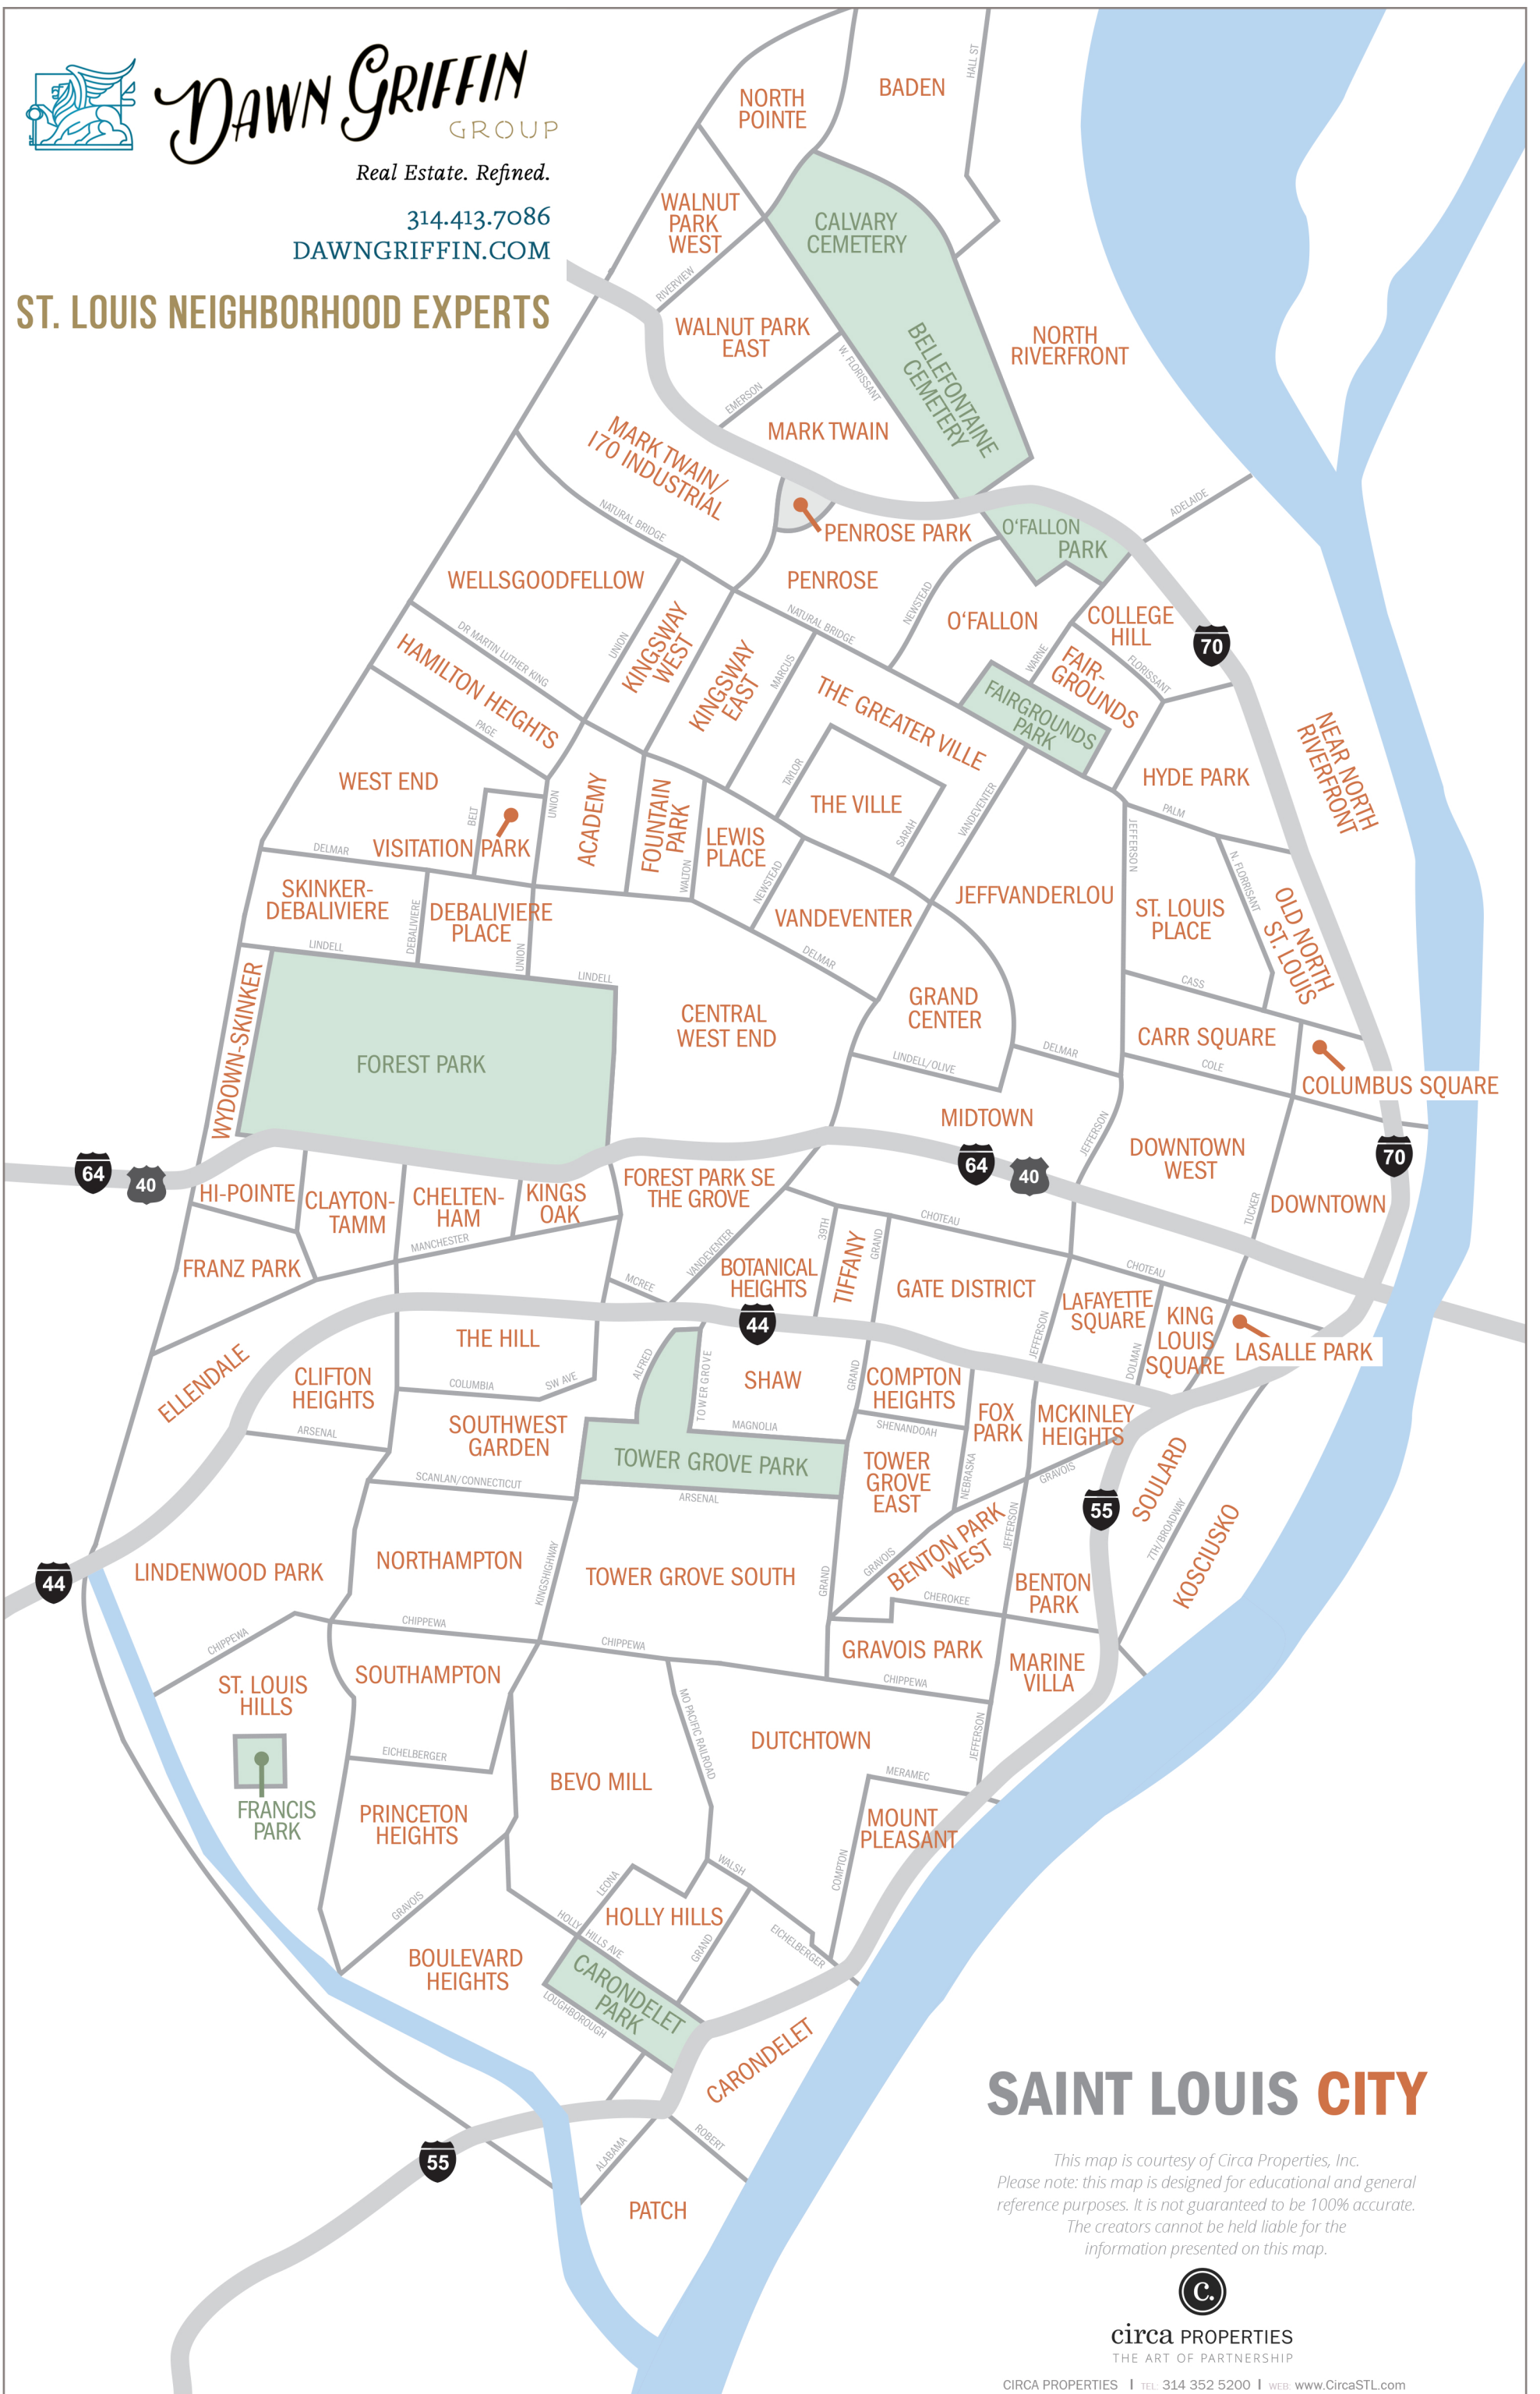 DAWN GRIFFIN
GROUP
Real Estate. Refined.
314.413.7086
DAWNGRIFFIN.COM
ST. LOUIS NEIGHBORHOOD EXPERTS
NORTH
POINTE
BADEN
HALL ST
WALNUT
PARK
WEST
CALVARY
CEMETERY
RIVERVIEW
WALNUT PARK
EAST
BELLEFONTAINE
CEMETERY
NORTH
RIVERFRONT
W. FLORISSANT
EMERSON
MARK TWAIN
MARK TWAIN/
I70 INDUSTRIAL
NATURAL BRIDGE
PENROSE PARK
O'FALLON
PARK
ADELAIDE
WELLSGOODFELLOW
PENROSE
NEWSTEAD
NATURAL BRIDGE
O'FALLON
COLLEGE
HILL
70
DR MARTIN LUTHER KING
UNION
KINGSWAY
WEST
KINGSWAY
EAST
MARCUS
WARNE
FAIR-
GROUNDS
FLORISSANT
HAMILTON HEIGHTS
PAGE
THE GREATER VILLE
FAIRGROUNDS
PARK
NEAR NORTH
RIVERFRONT
WEST END
BELT
UNION
ACADEMY
FOUNTAIN
PARK
TAYLOR
THE VILLE
SARAH
VANDEVENTER
HYDE PARK
PALM
DELMAR
VISITATION PARK
WALTON
LEWIS
PLACE
NEWSTEAD
JEFFERSON
N. FLORRISANT
SKINKER-
DEBALIVIERE
DEBALIVIERE
DEBALIVIERE
PLACE
UNION
VANDEVENTER
JEFFVANDERLOU
ST. LOUIS
PLACE
OLD NORTH
ST. LOUIS
LINDELL
LINDELL
DELMAR
CASS
WYDOWN-SKINKER
FOREST PARK
CENTRAL
WEST END
GRAND
CENTER
LINDELL/OLIVE
DELMAR
CARR SQUARE
COLE
COLUMBUS SQUARE
MIDTOWN
JEFFERSON
DOWNTOWN
WEST
70
64
40
64
40
HI-POINTE
CLAYTON-
TAMM
CHELTEN-
HAM
KINGS
OAK
FOREST PARK SE
THE GROVE
TUCKER
DOWNTOWN
MANCHESTER
CHOTEAU
CHOTEAU
FRANZ PARK
MCREE
VANDEVENTER
BOTANICAL
HEIGHTS
39TH
TIFFANY
GRAND
GATE DISTRICT
JEFFERSON
LAFAYETTE
SQUARE
DOLMAN
KING
LOUIS
SQUARE
LASALLE PARK
44
THE HILL
ELLENDALE
CLIFTON
HEIGHTS
COLUMBIA
SW AVE
ALFRED
TOWER GROVE
SHAW
GRAND
COMPTON
HEIGHTS
ARSENAL
SOUTHWEST
GARDEN
MAGNOLIA
SHENANDOAH
FOX
PARK
MCKINLEY
HEIGHTS
TOWER GROVE PARK
TOWER
GROVE
EAST
NEBRASKA
GRAVOIS
SOULARD
SCANLAN/CONNECTICUT
ARSENAL
55
7TH/BROADWAY
KOSCIUSKO
44
LINDENWOOD PARK
NORTHAMPTON
KINGSHIGHWAY
TOWER GROVE SOUTH
GRAND
GRAVOIS
BENTON PARK
WEST
JEFFERSON
CHEROKEE
BENTON
PARK
CHIPPEWA
CHIPPEWA
CHIPPEWA
GRAVOIS PARK
CHIPPEWA
MARINE
VILLA
ST. LOUIS
HILLS
SOUTHAMPTON
MO PACIFIC RAILROAD
DUTCHTOWN
JEFFERSON
EICHELBERGER
BEVO MILL
MERAMEC
FRANCIS
PARK
PRINCETON
HEIGHTS
MOUNT
PLEASANT
COMPTON
GRAVOIS
LEONA
WALSH
HOLLY HILLS
HOLLY HILLS AVE
GRAND
EICHELBERGER
BOULEVARD
HEIGHTS
CARONDELET
PARK
LOUGHBOROUGH
CARONDELET
55
ALABAMA
ROBERT
PATCH
SAINT LOUIS CITY
This map is courtesy of Circa Properties, Inc.
Please note: this map is designed for educational and general
reference purposes. It is not guaranteed to be 100% accurate.
The creators cannot be held liable for the
information presented on this map.
C.
circa PROPERTIES
THE ART OF PARTNERSHIP
CIRCA PROPERTIES | TEL: 314 352 5200 | WEB: www.CircaSTL.com